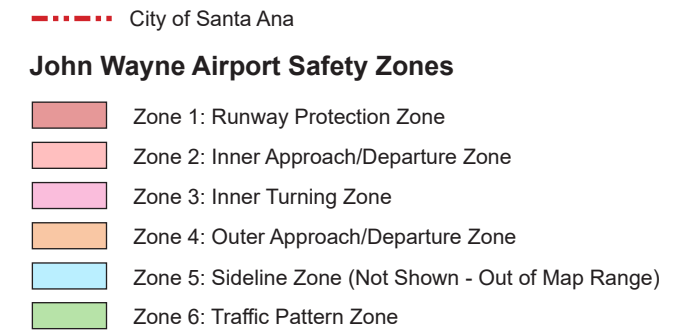 City of Santa Ana
John Wayne Airport Safety Zones
Zone 1: Runway Protection Zone
Zone 2: Inner Approach/Departure Zone
Zone 3: Inner Turning Zone
Zone 4: Outer Approach/Departure Zone
Zone 5: Sideline Zone (Not Shown - Out of Map Range)
Zone 6: Traffic Pattern Zone